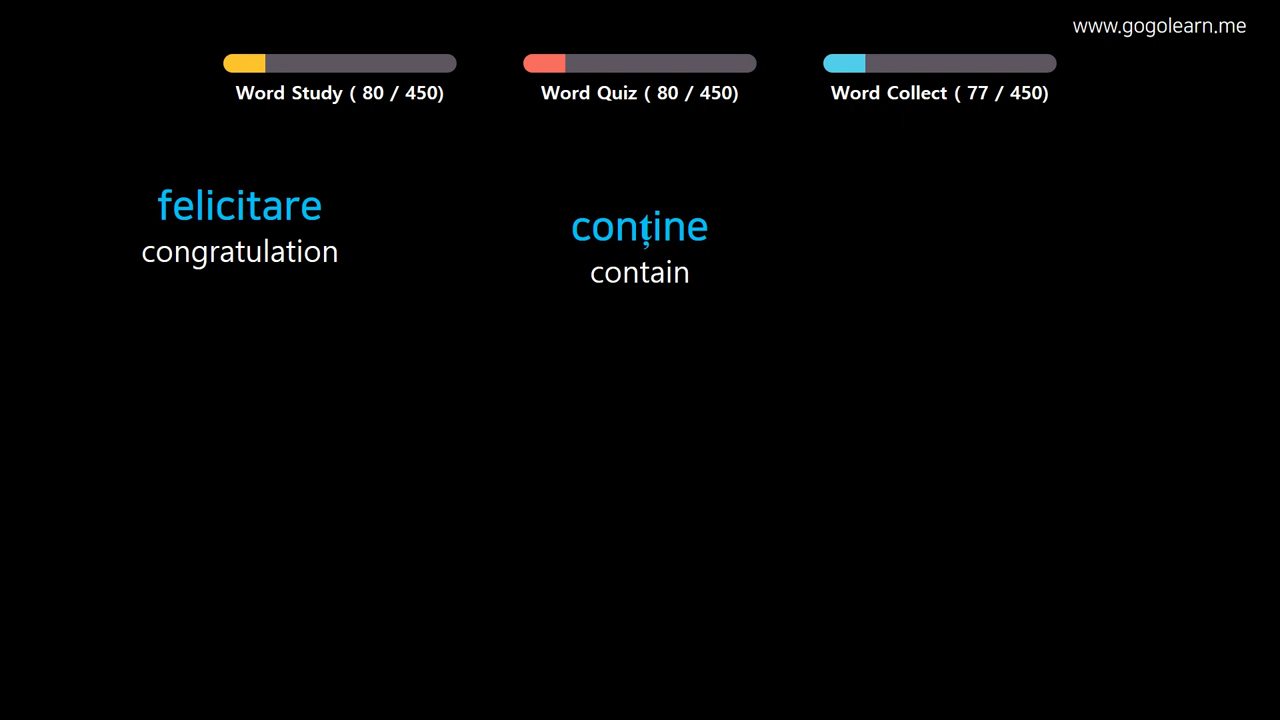 www.gogolearn.me
Word Study ( 80 / 450)
Word Quiz ( 80 / 450)
Word Collect ( 77 / 450)
felicitare
congratulation
conține
contain